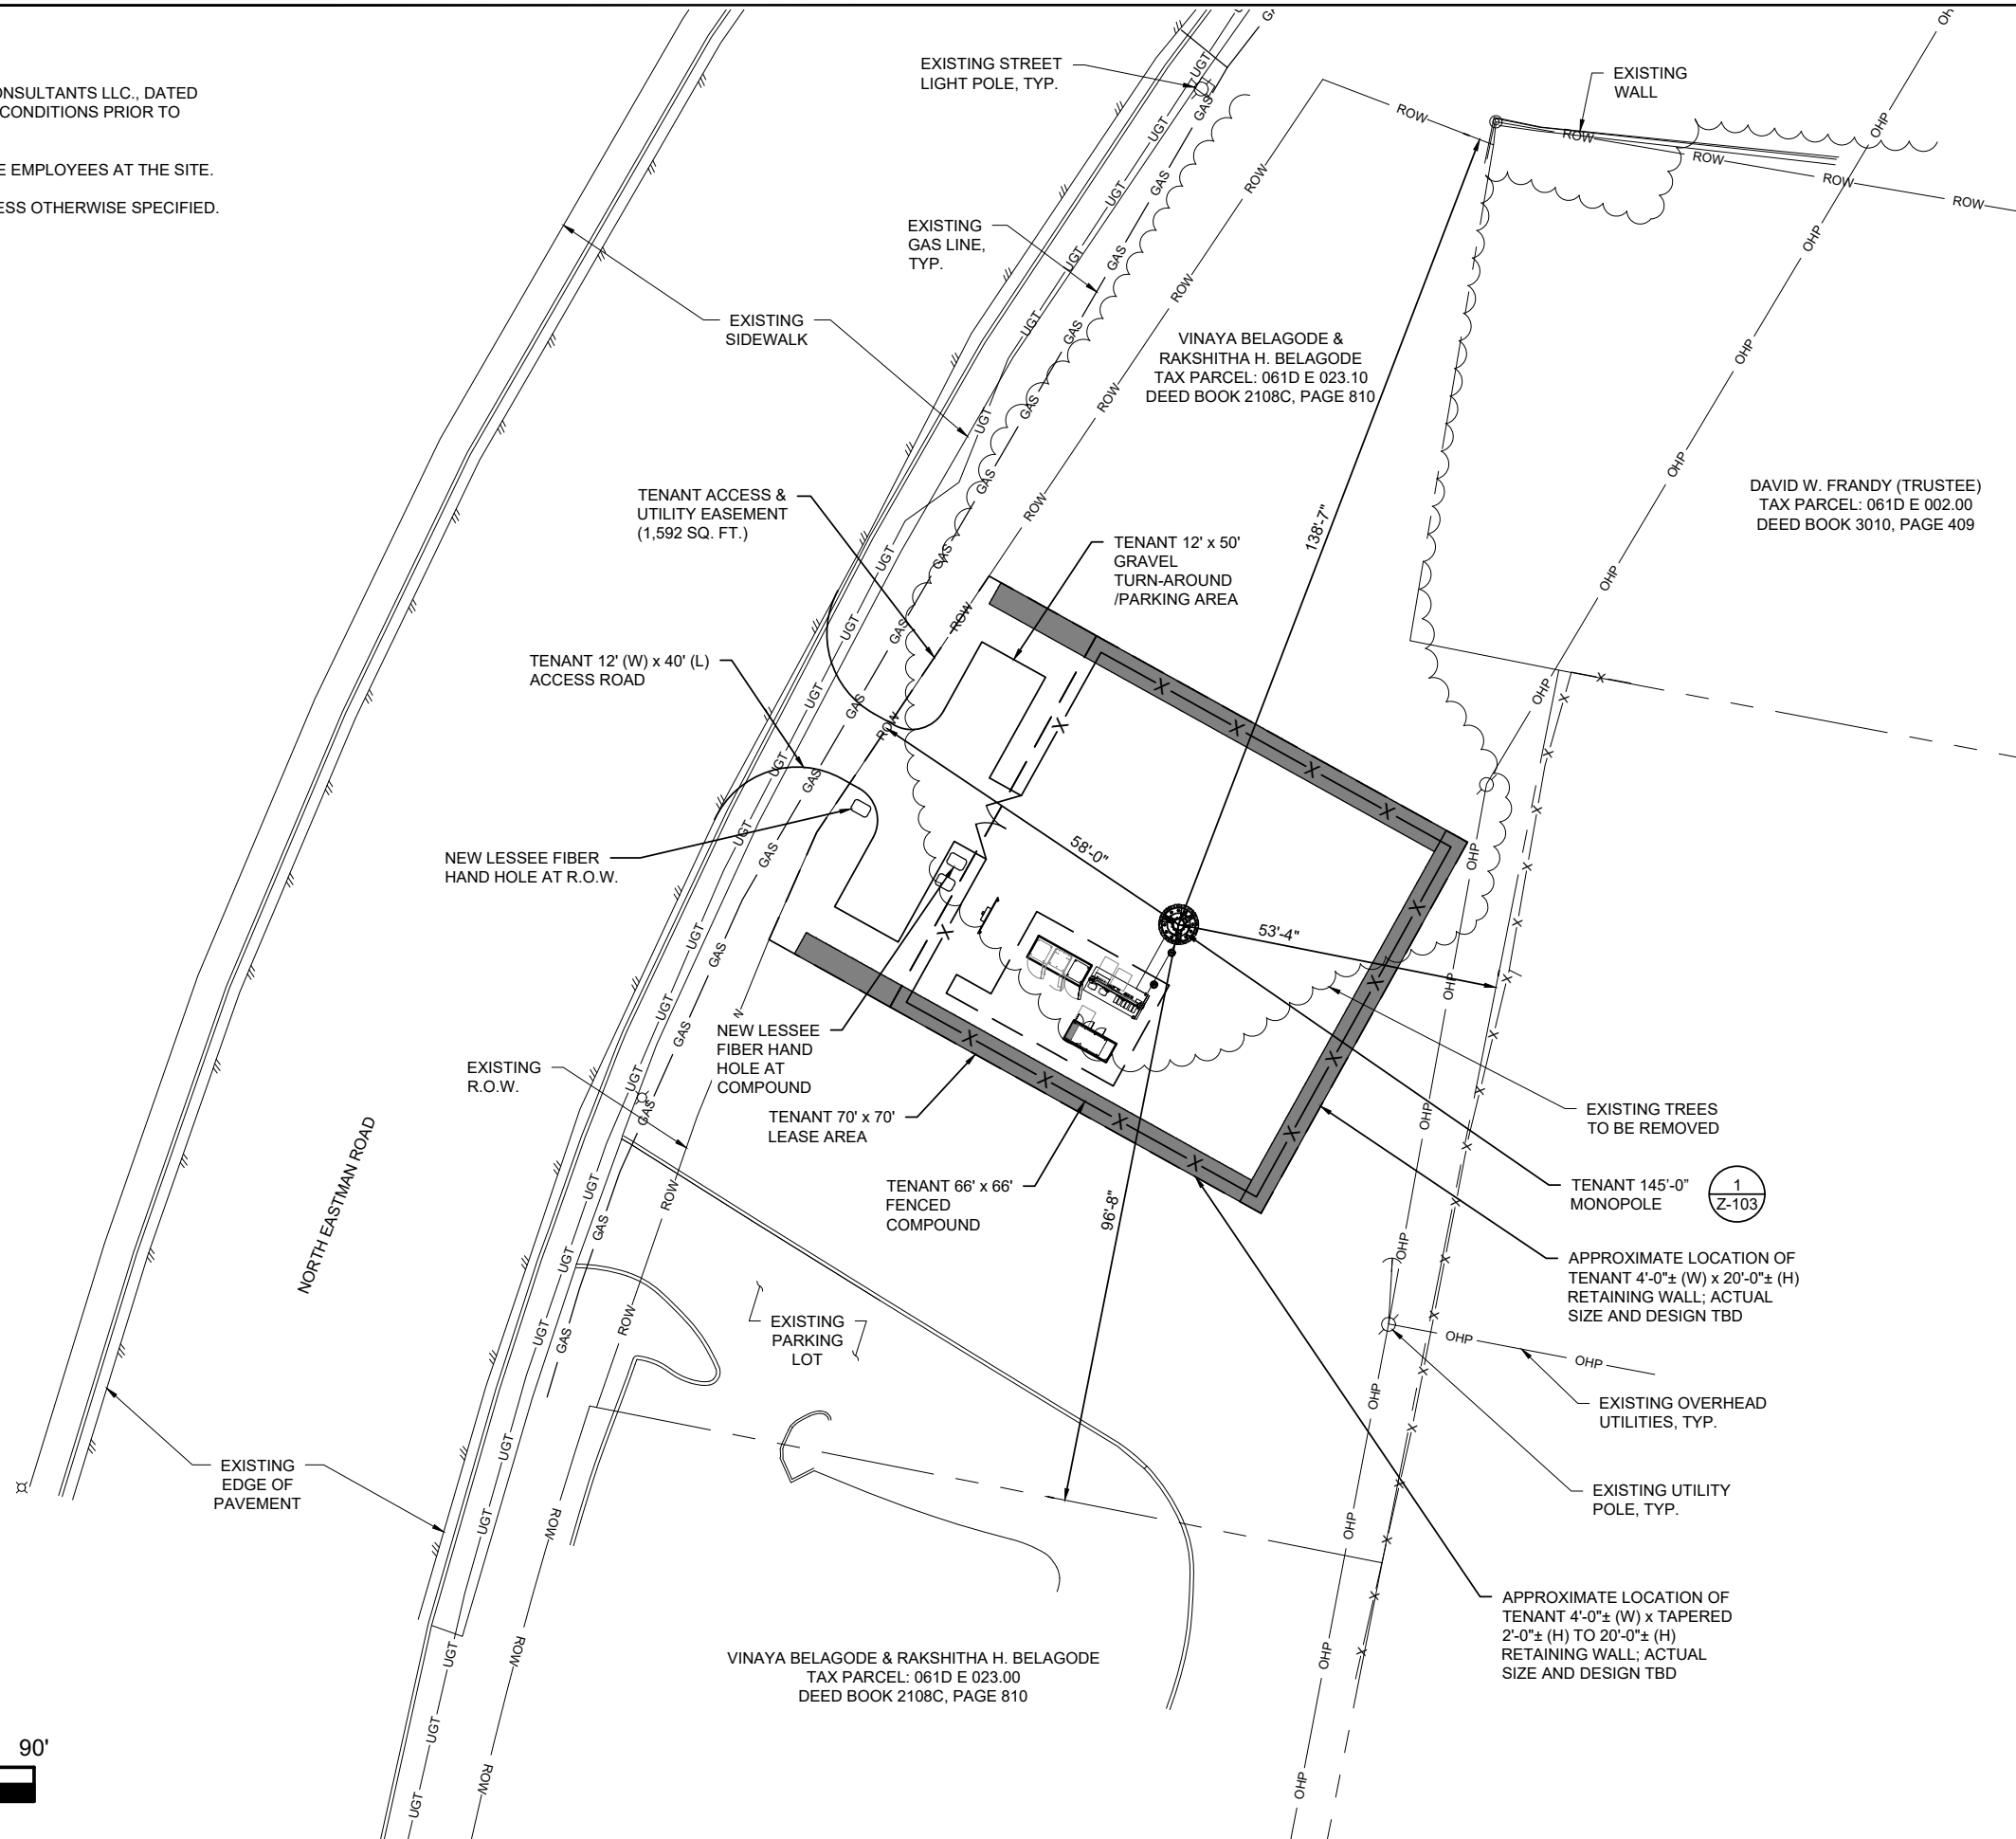 ONSULTANTS LLC., DATED
CONDITIONS PRIOR TO
E EMPLOYEES AT THE SITE.
ESS OTHERWISE SPECIFIED.
EXISTING STREET
LIGHT POLE, TYP.
EXISTING
WALL
EXISTING
GAS LINE,
TYP.
EXISTING
SIDEWALK
VINAYA BELAGODE &
RAKSHITHA H. BELAGODE
TAX PARCEL: 061D E 023.10
DEED BOOK 2108C, PAGE 810
DAVID W. FRANDY (TRUSTEE)
TAX PARCEL: 061D E 002.00
DEED BOOK 3010, PAGE 409
TENANT ACCESS &
UTILITY EASEMENT
(1,592 SQ. FT.)
TENANT 12' x 50'
GRAVEL
TURN-AROUND
/PARKING AREA
138'-7"
TENANT 12' (W) x 40' (L)
ACCESS ROAD
58'-0"
53'-4"
96'-8"
NEW LESSEE FIBER
HAND HOLE AT R.O.W.
NEW LESSEE
FIBER HAND
HOLE AT
COMPOUND
EXISTING
R.O.W.
TENANT 70' x 70'
LEASE AREA
TENANT 66' x 66'
FENCED
COMPOUND
EXISTING TREES
TO BE REMOVED
TENANT 145'-0"
MONOPOLE
1
Z-103
APPROXIMATE LOCATION OF
TENANT 4'-0"± (W) x 20'-0"± (H)
RETAINING WALL; ACTUAL
SIZE AND DESIGN TBD
NORTH EASTMAN ROAD
EXISTING
PARKING
LOT
EXISTING OVERHEAD
UTILITIES, TYP.
EXISTING UTILITY
POLE, TYP.
EXISTING
EDGE OF
PAVEMENT
APPROXIMATE LOCATION OF
TENANT 4'-0"± (W) x TAPERED
2'-0"± (H) TO 20'-0"± (H)
RETAINING WALL; ACTUAL
SIZE AND DESIGN TBD
VINAYA BELAGODE & RAKSHITHA H. BELAGODE
TAX PARCEL: 061D E 023.00
DEED BOOK 2108C, PAGE 810
90'
UGT
GAS
ROW
OHP
X